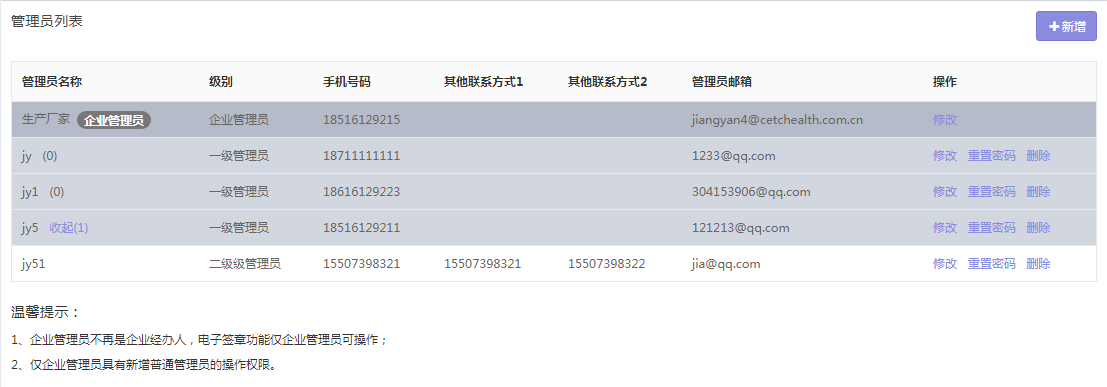 管理员列表
+新增
管理员名称 级别 手机号码 其他联系方式1 其他联系方式2 管理员邮箱 操作
生产厂家 企业管理员 企业管理员 18516129215 jiangyan4@cetchealth.com.cn 修改
jy (0) 一级管理员 18711111111 1233@qq.com 修改 重置密码 删除
jy1 (0) 一级管理员 18616129223 304153906@qq.com 修改 重置密码 删除
jy5 收起(1) 一级管理员 18516129211 121213@qq.com 修改 重置密码 删除
jy51 二级级管理员 15507398321 15507398321 15507398322 jia@qq.com 修改 重置密码 删除
温馨提示：
1、企业管理员不再是企业经办人，电子签章功能仅企业管理员可操作；
2、仅企业管理员具有新增普通管理员的操作权限。